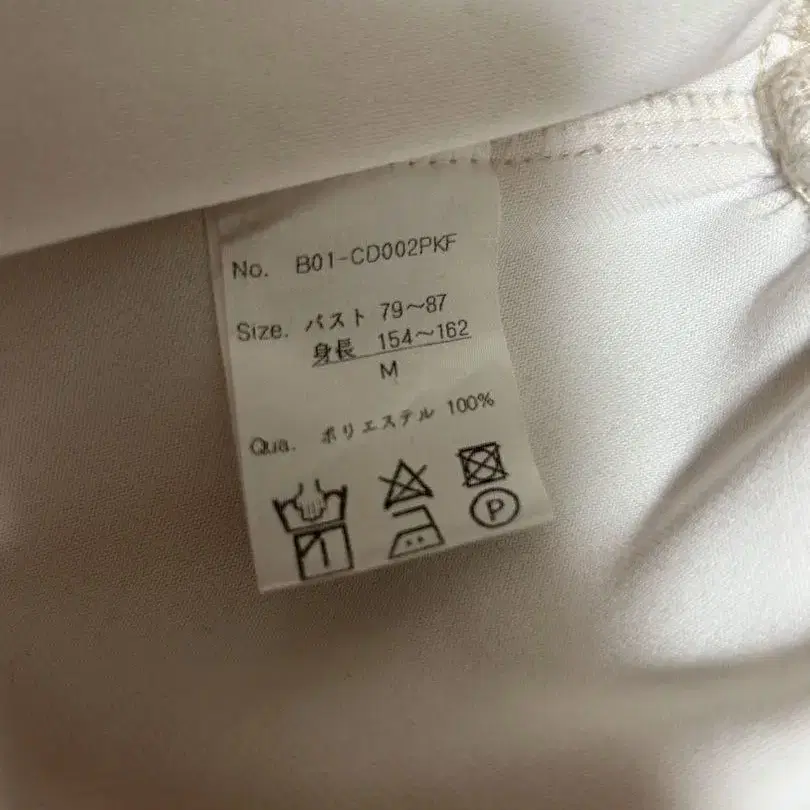 No. B01-CD002PKF
Size. バスト 79～87
身長 154～162
M
Qua. ポリエステル 100%
P